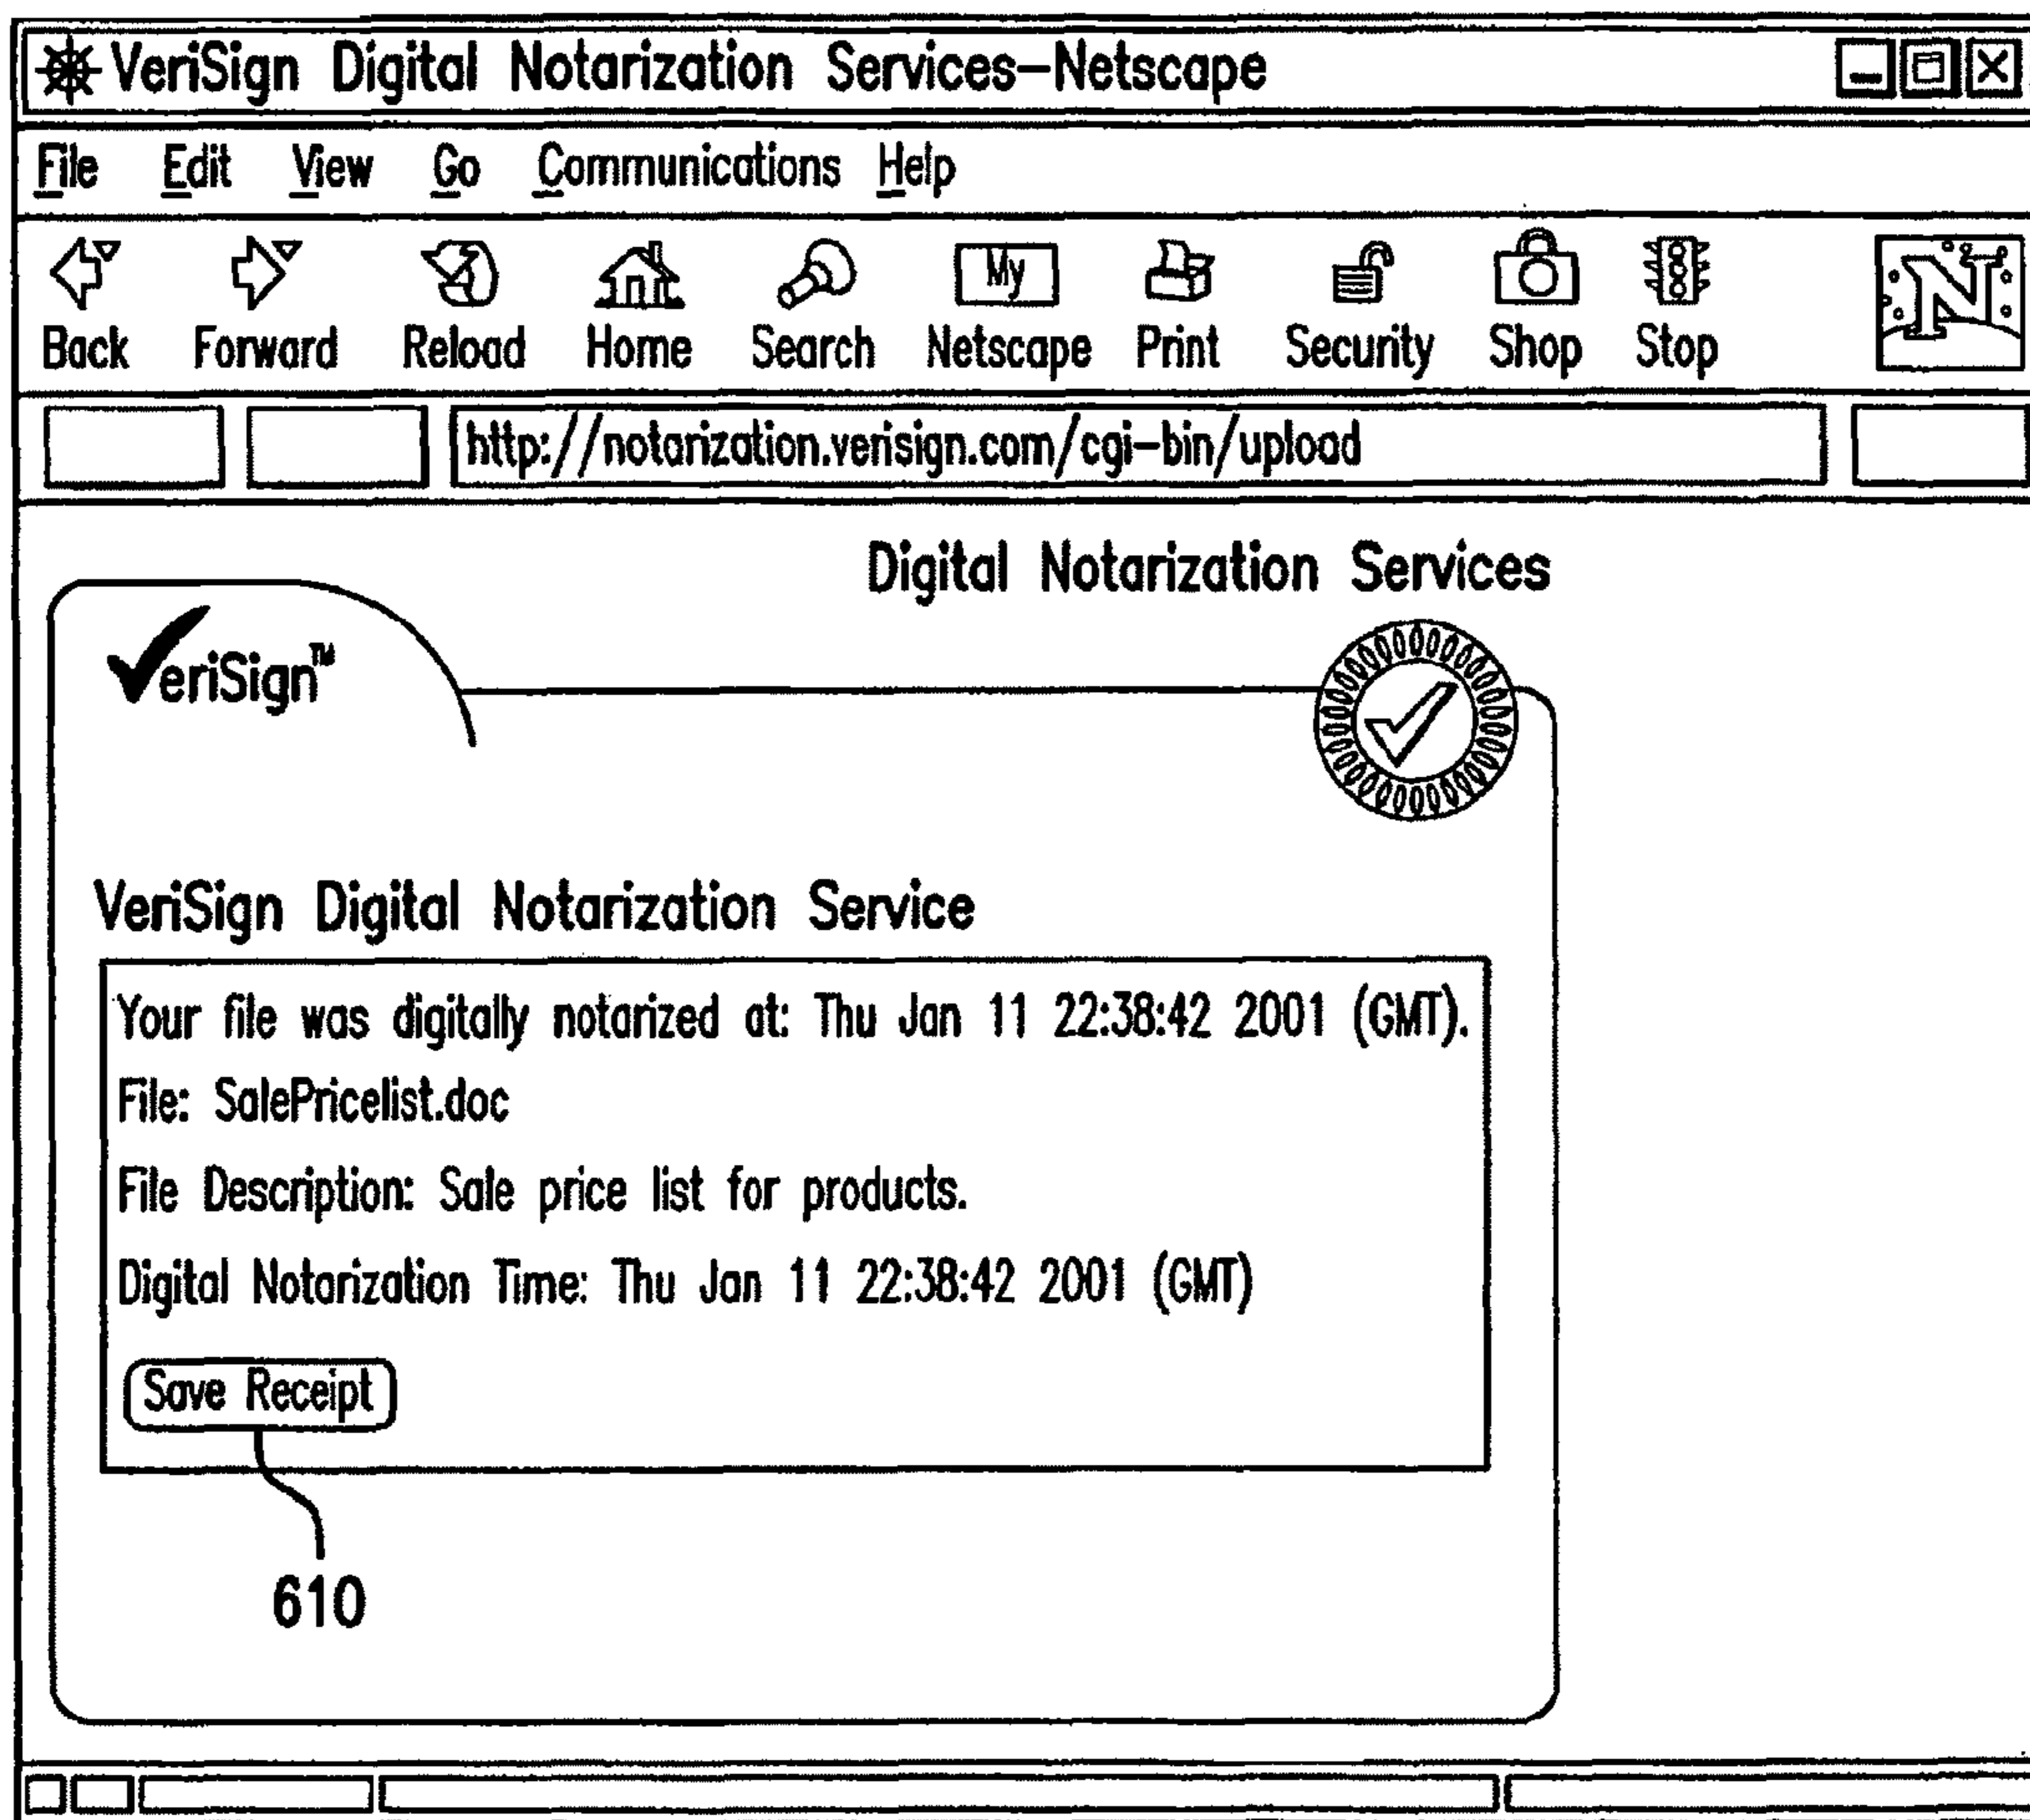 VeriSign Digital Notarization Services-Netscape
File Edit View Go Communications Help
My
Back Forward Reload Home Search Netscape Print Security Shop Stop
N
http://notarization.verisign.com/cgi-bin/upload
Digital Notarization Services
VeriSign™
VeriSign Digital Notarization Service
Your file was digitally notarized at: Thu Jan 11 22:38:42 2001 (GMT).
File: SalePricelist.doc
File Description: Sale price list for products.
Digital Notarization Time: Thu Jan 11 22:38:42 2001 (GMT)
Save Receipt
610